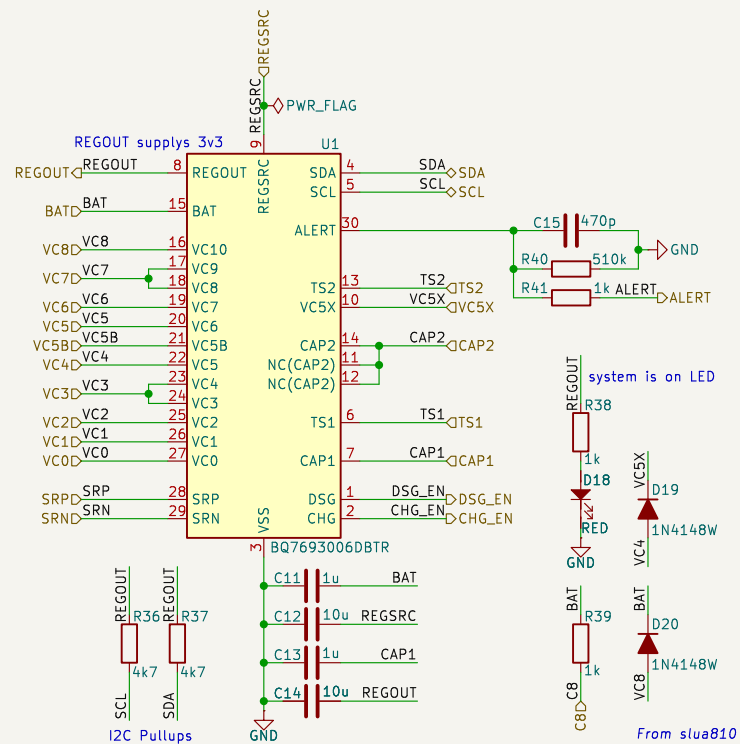 REGSRC
REGSRC
PWR_FLAG
REGOUT supplys 3v3
U1
9
REGSRC
REGOUT REGOUT 8 REGOUT
SDA 4 SDA SDA
SCL 5 SCL SCL
BAT BAT 15 BAT
ALERT 30
C15 470p
GND
R40 510k
R41 1k ALERT ALERT
VC8 VC8 16 VC10
VC7 VC7 17 VC9
18 VC8
TS2 13 TS2 TS2
VC6 VC6 19 VC7
VC5X 10 VC5X VC5X
VC5 VC5 20 VC6
VC5B VC5B 21 VC5B
CAP2 14 CAP2 CAP2
VC4 VC4 22 VC5
NC(CAP2) 11
VC3 VC3 23 VC4
NC(CAP2) 12
24 VC3
VC2 VC2 25 VC2
TS1 6 TS1 TS1
VC1 VC1 26 VC1
VC0 VC0 27 VC0
CAP1 7 CAP1 CAP1
SRP SRP 28 SRP
DSG 1 DSG_EN DSG_EN
SRN SRN 29 SRN
CHG 2 CHG_EN CHG_EN
VSS
3
BQ7693006DBTR
system is on LED
REGOUT
R38
1k
D18
RED
GND
VC5X
D19
1N4148W
VC4
C11 1u BAT
C12 10u REGSRC
C13 1u CAP1
C14 10u REGOUT
GND
REGOUT
R36
4k7
SCL
REGOUT
R37
4k7
SDA
I2C Pullups
BAT
R39
1k
C8
C8
BAT
D20
1N4148W
VC8
From slua810